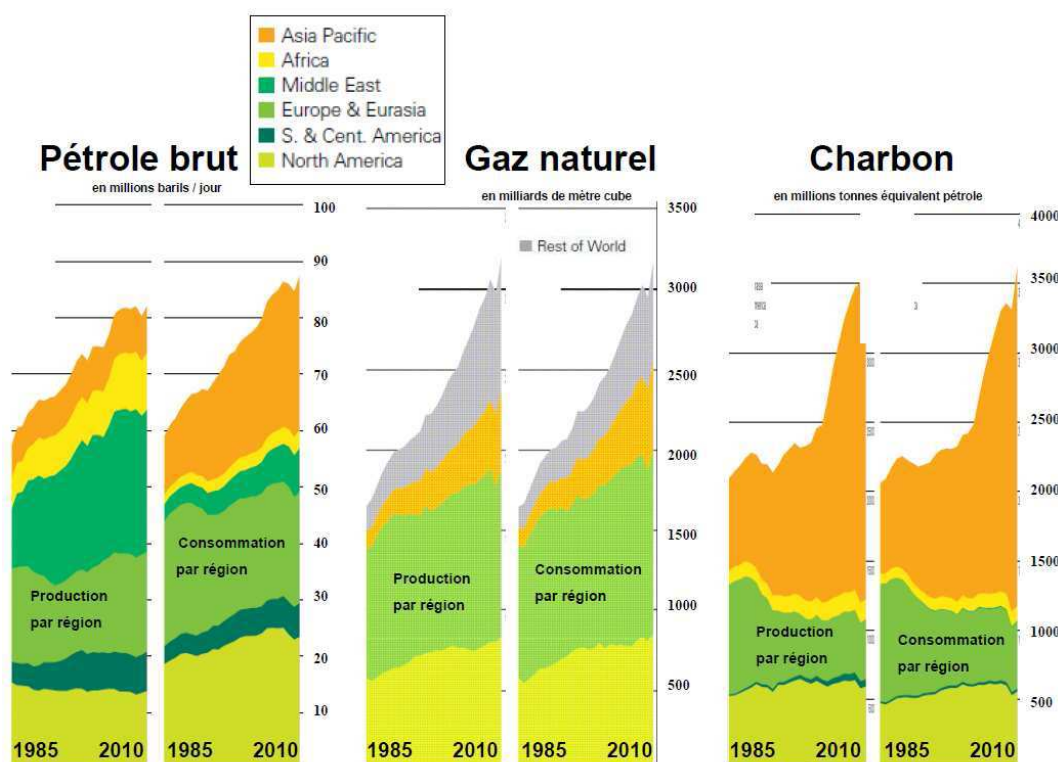 Asia Pacific
Africa
Middle East
Europe & Eurasia
S. & Cent. America
North America
Pétrole brut
en millions barils / jour
100
90
80
70
60
50
40
30
20
10
Production
par région
Consommation
par région
1985 2010
1985 2010
Gaz naturel
en milliards de mètre cube
3500
Rest of World
3000
2500
2000
1500
1000
500
Production
par région
Consommation
par région
1985 2010
1985 2010
Charbon
en millions tonnes équivalent pétrole
4000
3500
3000
2500
2000
1500
1000
500
Production
par région
Consommation
par région
1985 2010
1985 2010